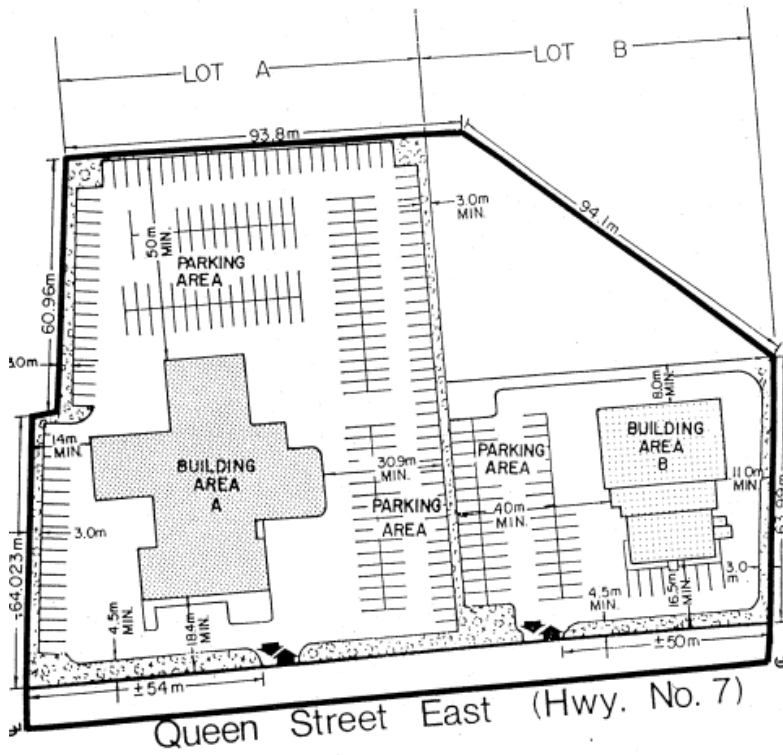 LOT A
LOT B
93.8m
3.0m
MIN.
94.1m
50m
MIN.
PARKING
AREA
60.96m
8.0m
MIN.
14m
MIN.
BUILDING
AREA
A
30.9m
MIN.
PARKING
AREA
PARKING
AREA
BUILDING
AREA
B
11.0m
MIN.
40m
MIN.
3.0m
64.023m
4.5m
MIN.
18.4m
MIN.
4.5m
MIN.
16.5m
MIN.
3.0
m
±54m
±50m
Queen Street East (Hwy. No. 7)